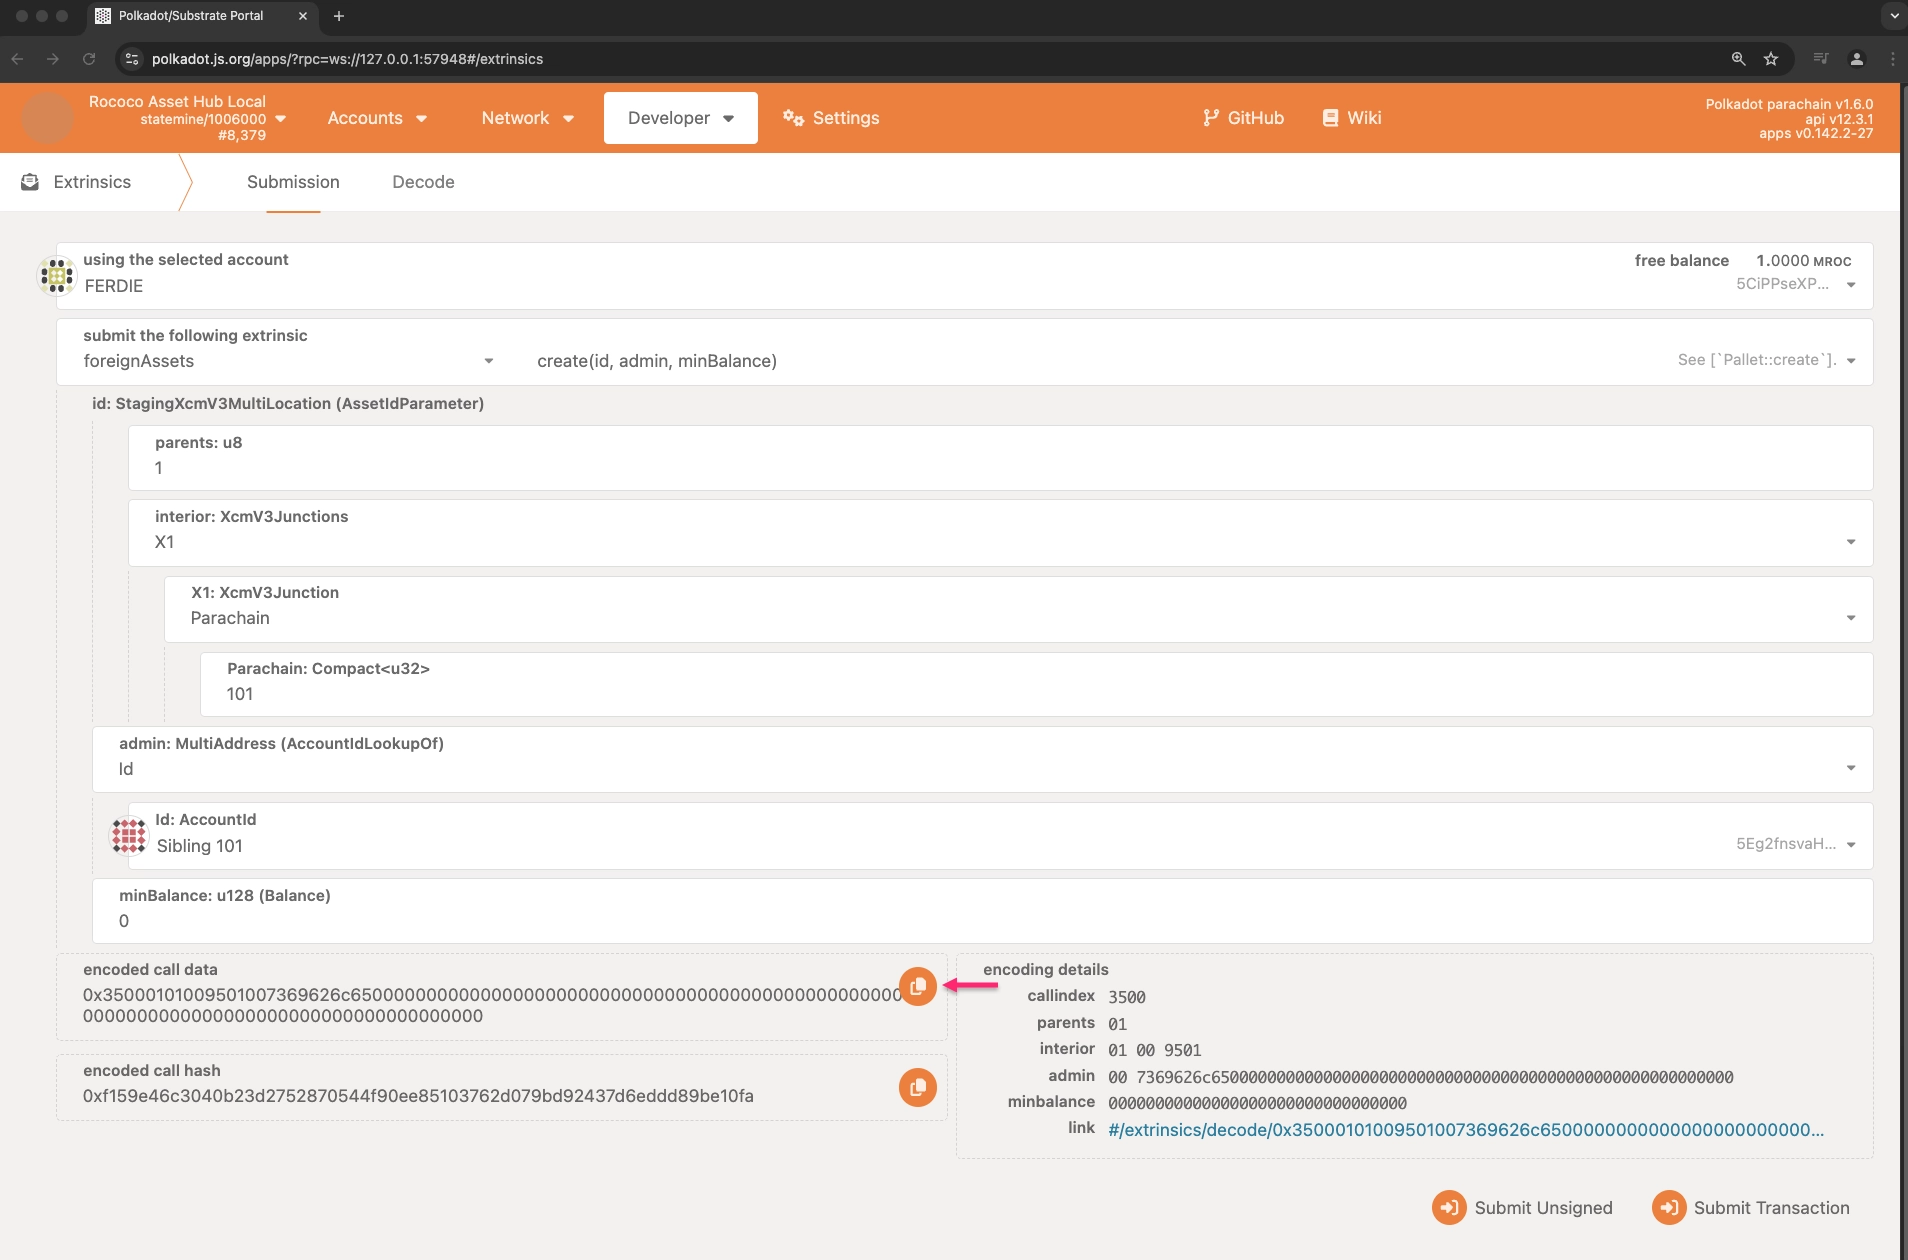 Polkadot/Substrate Portal
polkadot.js.org/apps/?rpc=ws://127.0.0.1:57948#/extrinsics
Rococo Asset Hub Local
statemine/1006000
#8,379
Accounts
Network
Developer
Settings
GitHub
Wiki
Polkadot parachain v1.6.0
api v12.3.1
apps v0.142.2-27
Extrinsics
Submission
Decode
using the selected account
FERDIE
free balance 1.0000 MROC
5CiPPseXP...
submit the following extrinsic
foreignAssets
create(id, admin, minBalance)
See [`Pallet::create`].
id: StagingXcmV3MultiLocation (AssetIdParameter)
parents: u8
1
interior: XcmV3Junctions
X1
X1: XcmV3Junction
Parachain
Parachain: Compact<u32>
101
admin: MultiAddress (AccountIdLookupOf)
Id
Id: AccountId
Sibling 101
5Eg2fnsvaH...
minBalance: u128 (Balance)
0
encoded call data
0x35000101009501007369626c65000000000000000000000000000000000000000000000000000
000000000000000000000000000000000000
encoded call hash
0xf159e46c3040b23d2752870544f90ee85103762d079bd92437d6eddd89be10fa
encoding details
callindex 3500
parents 01
interior 01 00 9501
admin 00 7369626c65000000000000000000000000000000000000000000000000000000
minbalance 00000000000000000000000000000000
link #/extrinsics/decode/0x35000101009501007369626c65000000000000000000000000...
Submit Unsigned
Submit Transaction